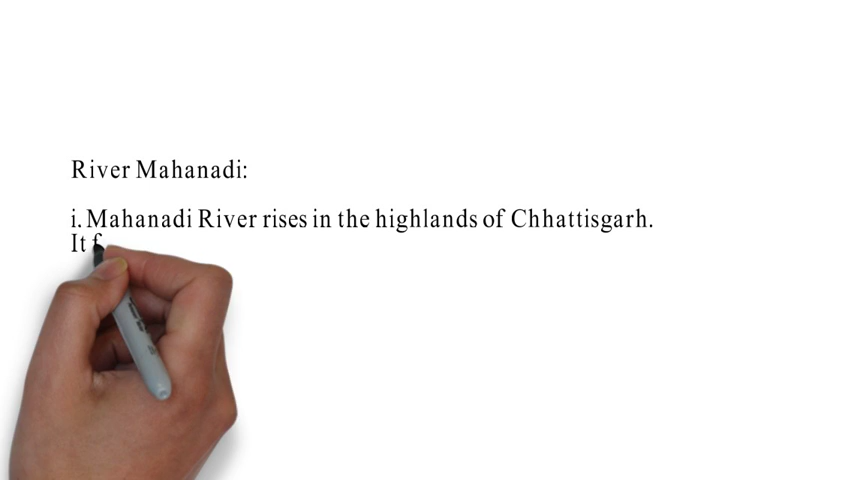 River Mahanadi:
i. Mahanadi River rises in the highlands of Chhattisgarh.
It f